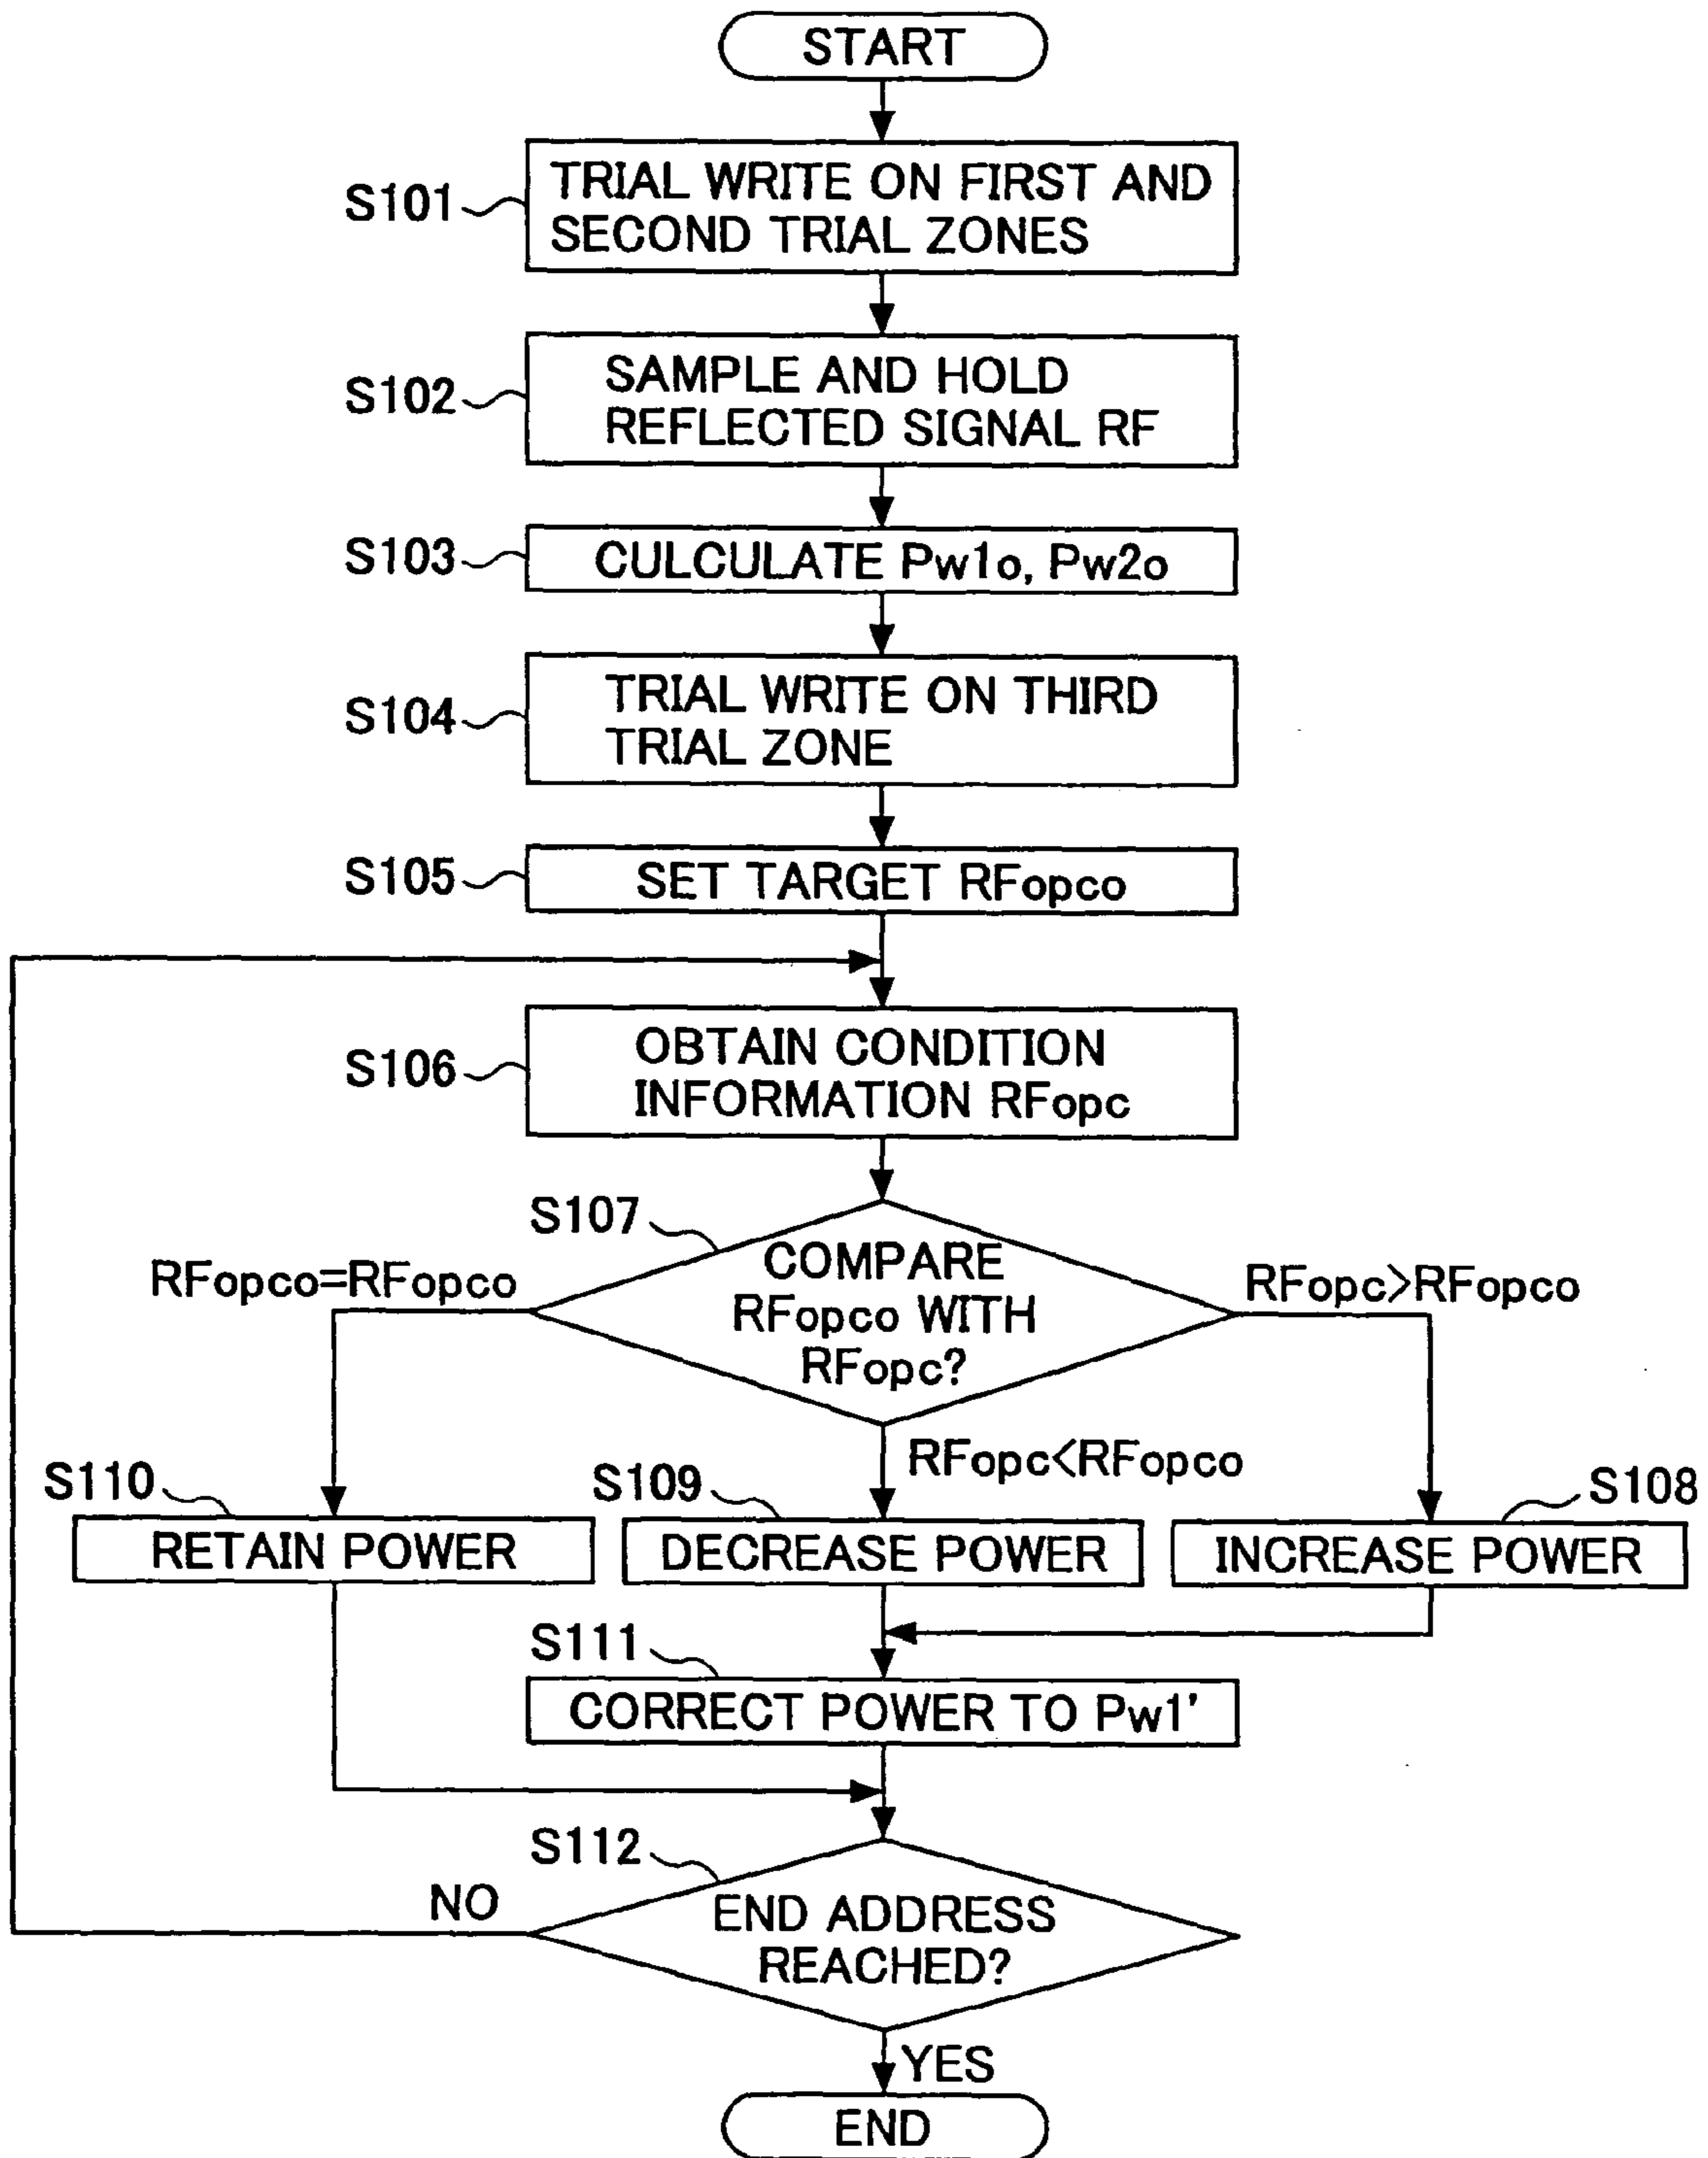 START
S101
TRIAL WRITE ON FIRST AND
SECOND TRIAL ZONES
S102
SAMPLE AND HOLD
REFLECTED SIGNAL RF
S103
CULCULATE Pw1o, Pw2o
S104
TRIAL WRITE ON THIRD
TRIAL ZONE
S105
SET TARGET RFopco
S106
OBTAIN CONDITION
INFORMATION RFopc
S107
COMPARE
RFopco WITH
RFopc?
RFopco=RFopco
RFopc>RFopco
RFopc<RFopco
S110
RETAIN POWER
S109
DECREASE POWER
S108
INCREASE POWER
S111
CORRECT POWER TO Pw1'
S112
END ADDRESS
REACHED?
NO
YES
END